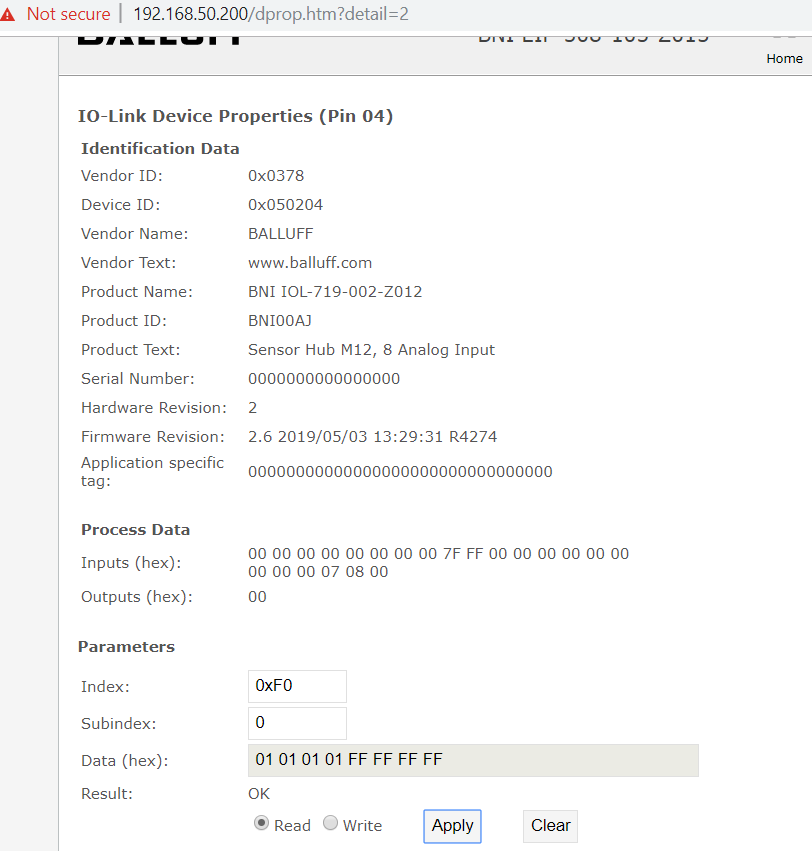 Not secure | 192.168.50.200/dprop.htm?detail=2
BALLUFF BNI EIP-508-105-Z015
Home
IO-Link Device Properties (Pin 04)
Identification Data
Vendor ID: 0x0378
Device ID: 0x050204
Vendor Name: BALLUFF
Vendor Text: www.balluff.com
Product Name: BNI IOL-719-002-Z012
Product ID: BNI00AJ
Product Text: Sensor Hub M12, 8 Analog Input
Serial Number: 0000000000000000
Hardware Revision: 2
Firmware Revision: 2.6 2019/05/03 13:29:31 R4274
Application specific
tag: 00000000000000000000000000000000
Process Data
Inputs (hex): 00 00 00 00 00 00 00 00 7F FF 00 00 00 00 00 00
00 00 00 07 08 00
Outputs (hex): 00
Parameters
Index: 0xF0
Subindex: 0
Data (hex): 01 01 01 01 FF FF FF FF
Result: OK
Read Write Apply Clear